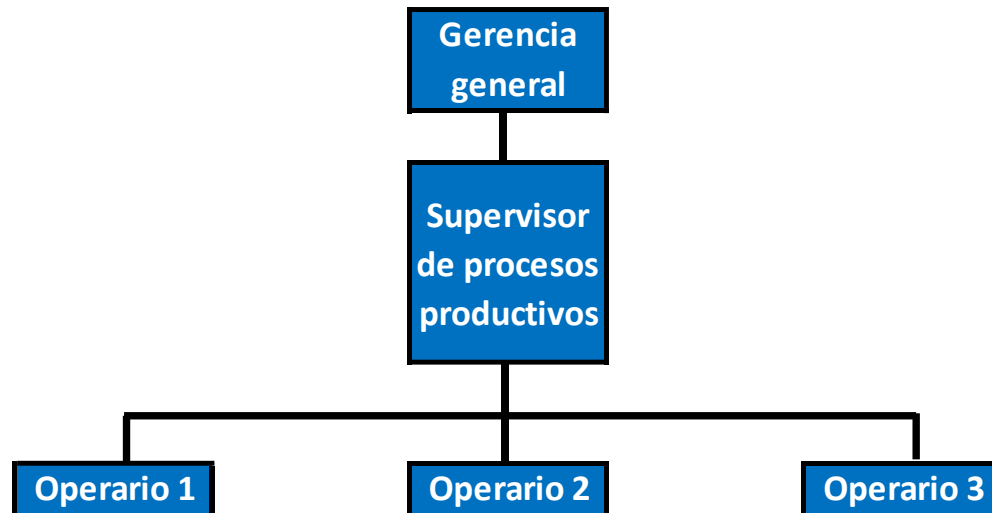 Gerencia
general
Supervisor
de procesos
productivos
Operario 1
Operario 2
Operario 3